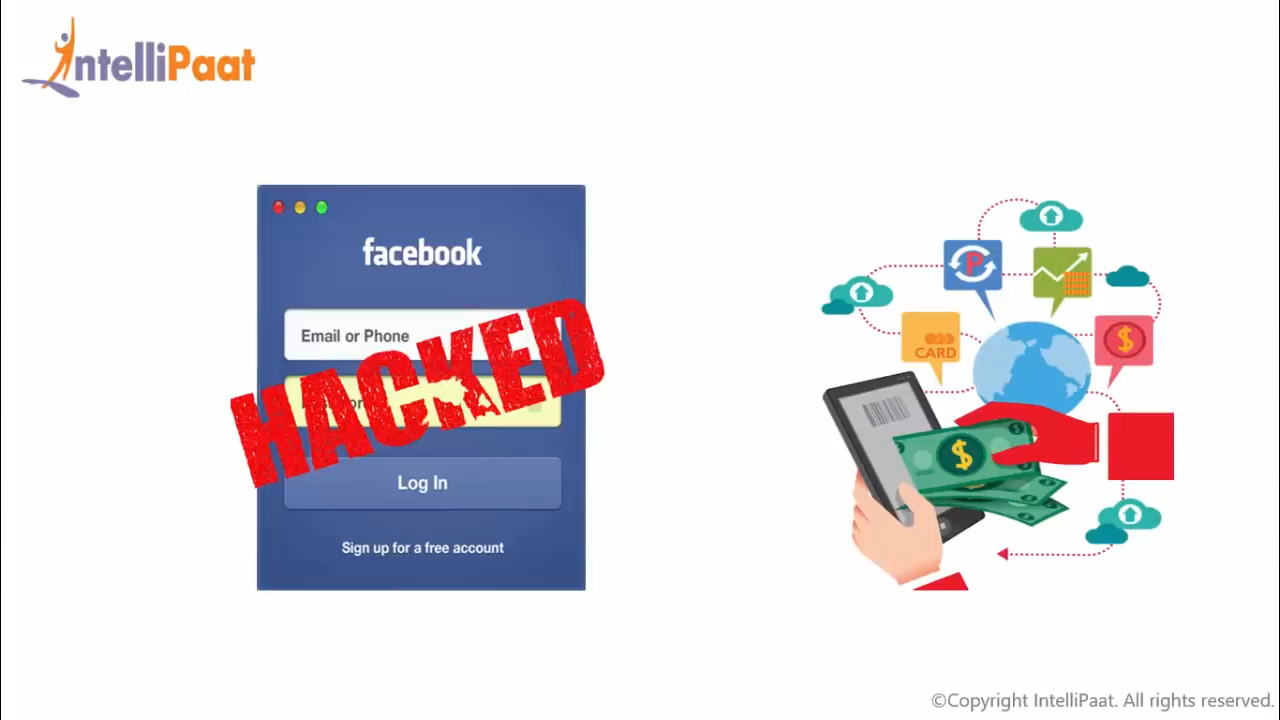 IntelliPaat
facebook
Email or Phone
HACKED
Log In
Sign up for a free account
P
CARD
$
$
©Copyright IntelliPaat. All rights reserved.